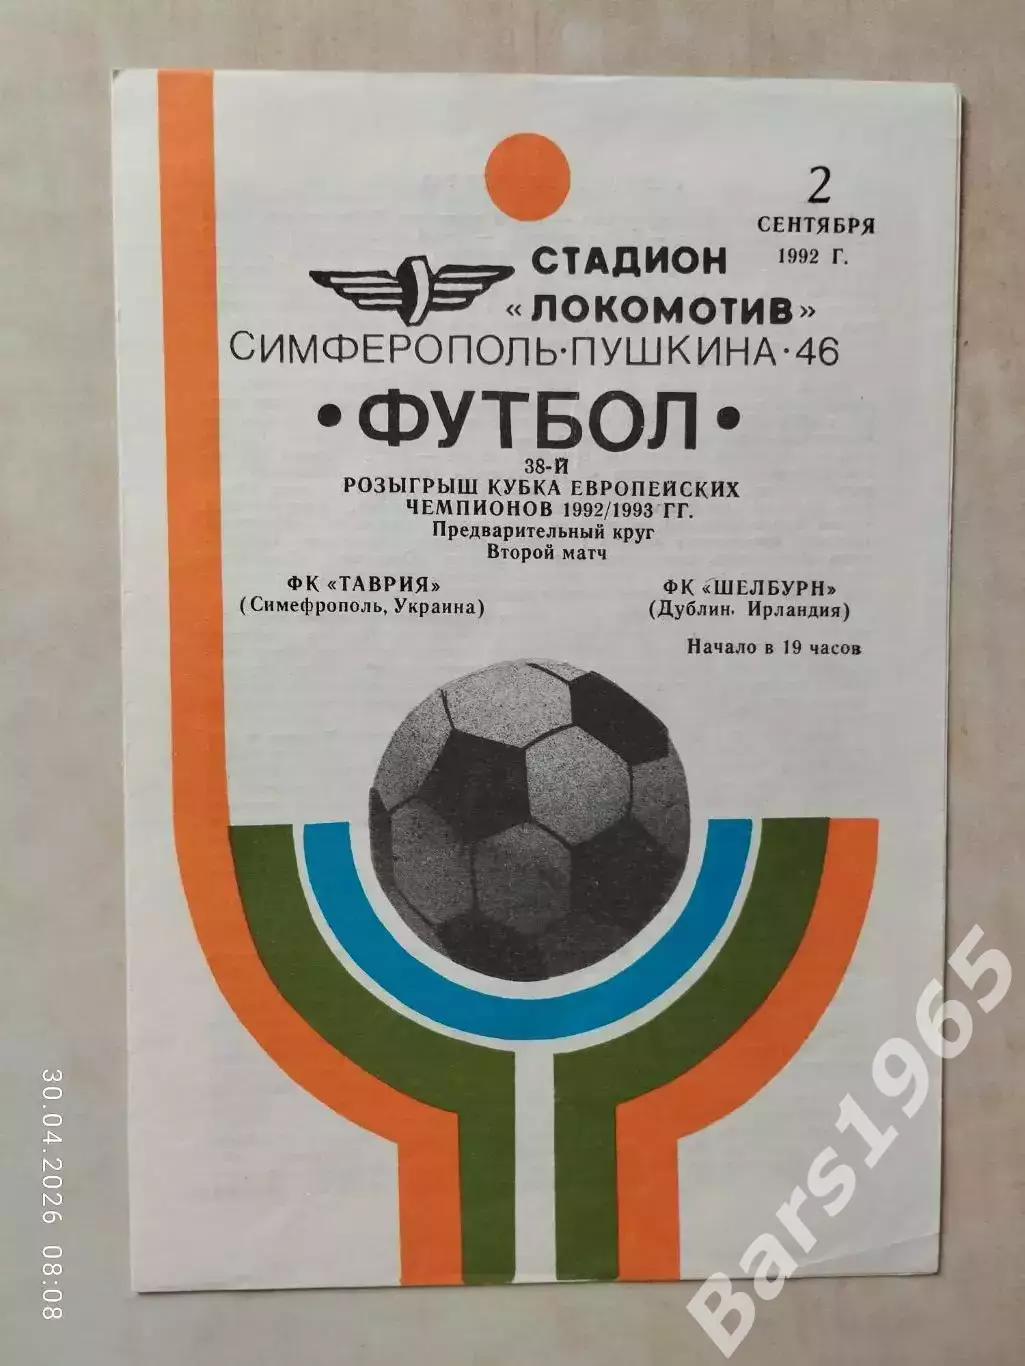 2
СЕНТЯБРЯ
1992 Г.
СТАДИОН
«ЛОКОМОТИВ»
СИМФЕРОПОЛЬ·ПУШКИНА·46
•ФУТБОЛ•
38-Й
РОЗЫГРЫШ КУБКА ЕВРОПЕЙСКИХ
ЧЕМПИОНОВ 1992/1993 ГГ.
Предварительный круг
Второй матч
ФК «ТАВРИЯ»
(Симефрополь, Украина)
ФК «ШЕЛБУРН»
(Дублин. Ирландия)
Начало в 19 часов
30.04.2026 08:08
Bars1965